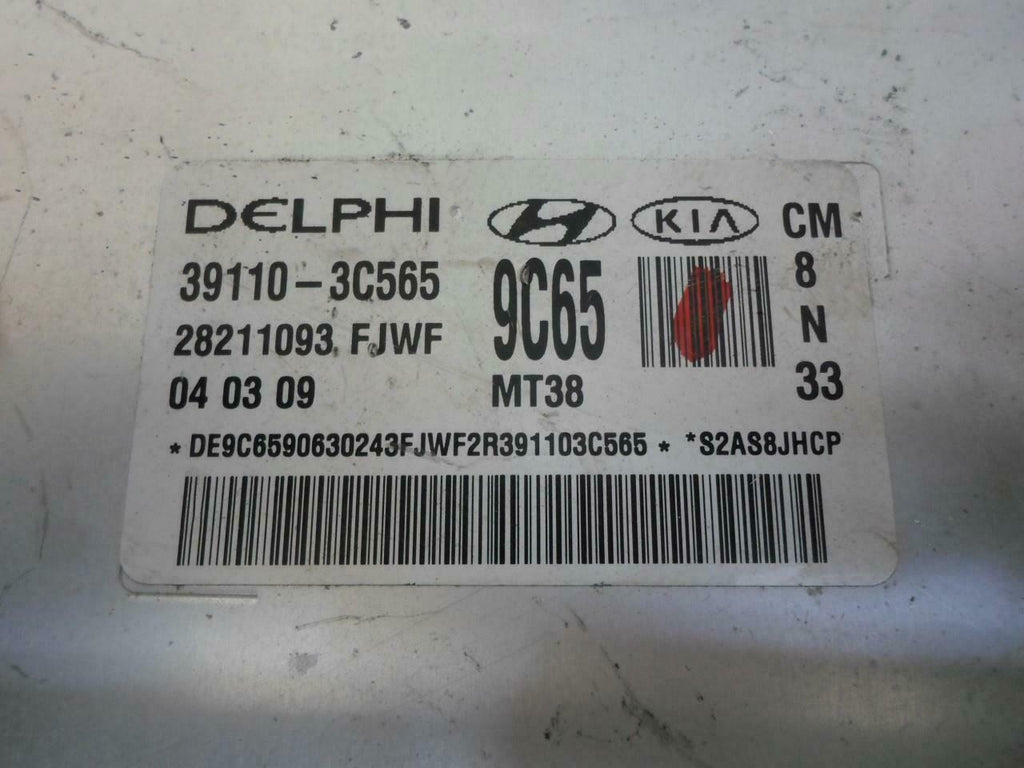 DELPHI KIA CM
39110-3C565 9C65 8
28211093 FJWF N
04 03 09 MT38 33
*DE9C6590630243FJWF2R391103C565* *S2AS8JHCP